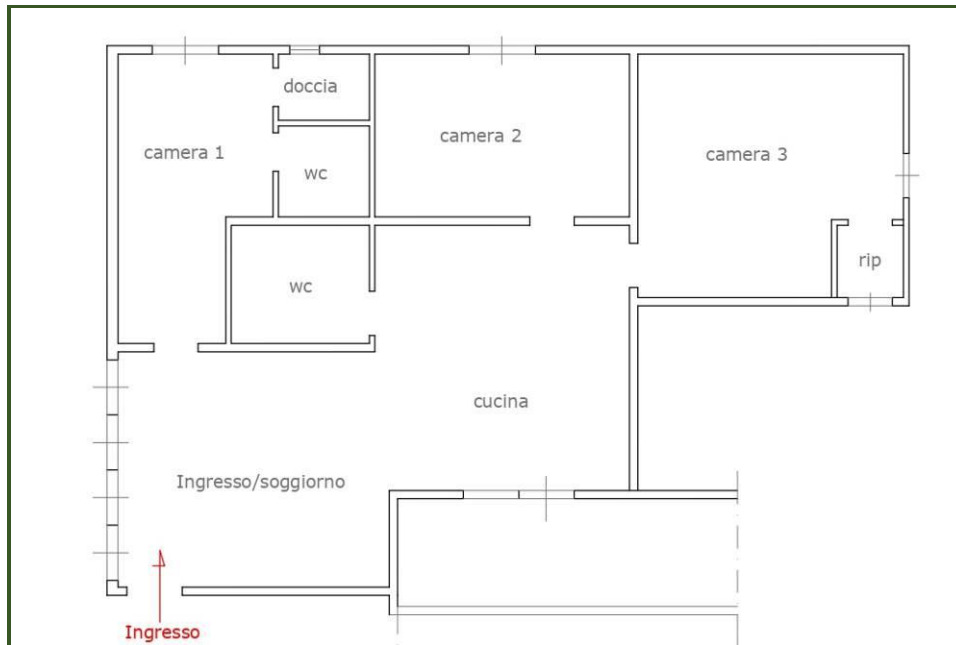 doccia
camera 1
camera 2
camera 3
wc
rip
wc
cucina
Ingresso/soggiorno
Ingresso